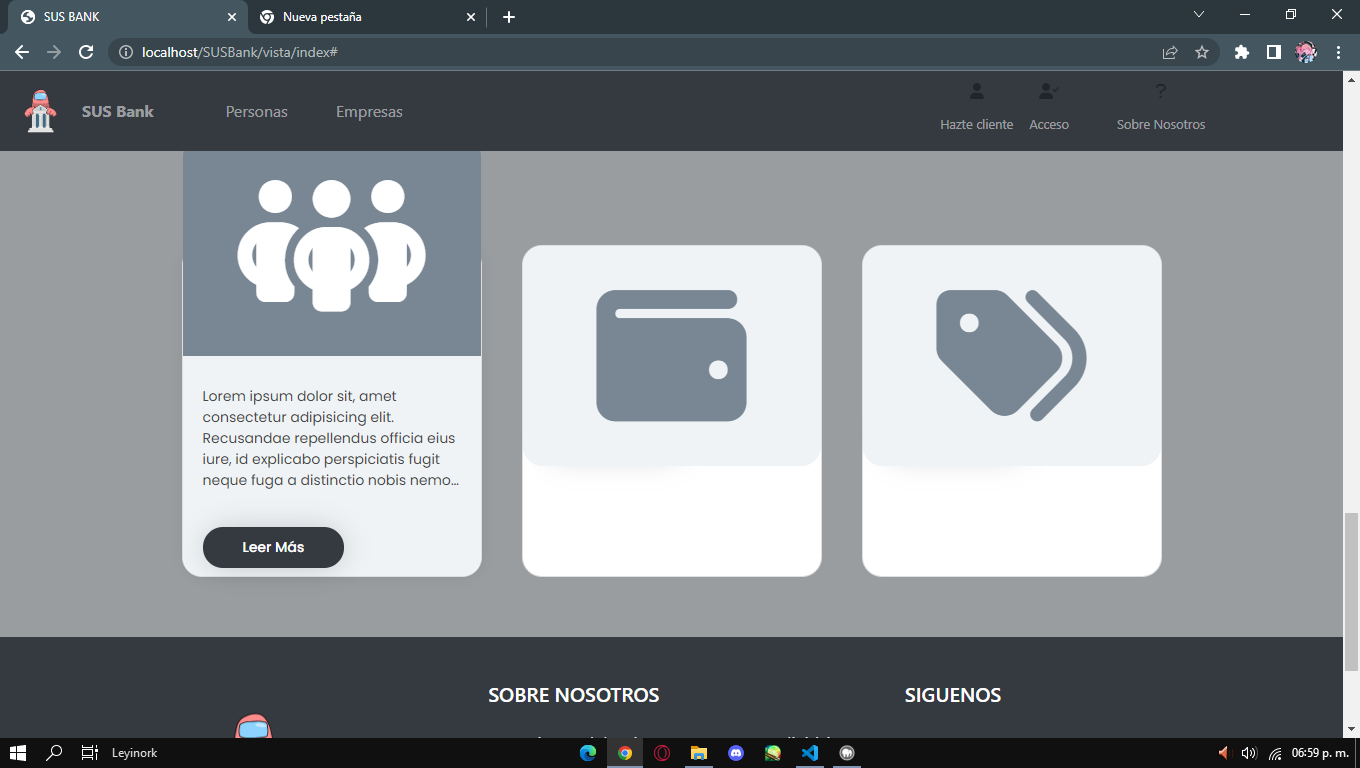 SUS BANK
Nueva pestaña
localhost/SUSBank/vista/index#
SUS Bank
Personas
Empresas
Hazte cliente
Acceso
?
Sobre Nosotros
Lorem ipsum dolor sit, amet
consectetur adipisicing elit.
Recusandae repellendus officia eius
iure, id explicabo perspiciatis fugit
neque fuga a distinctio nobis nemo...
Leer Más
SOBRE NOSOTROS
SIGUENOS
Leyinork
06:59 p. m.